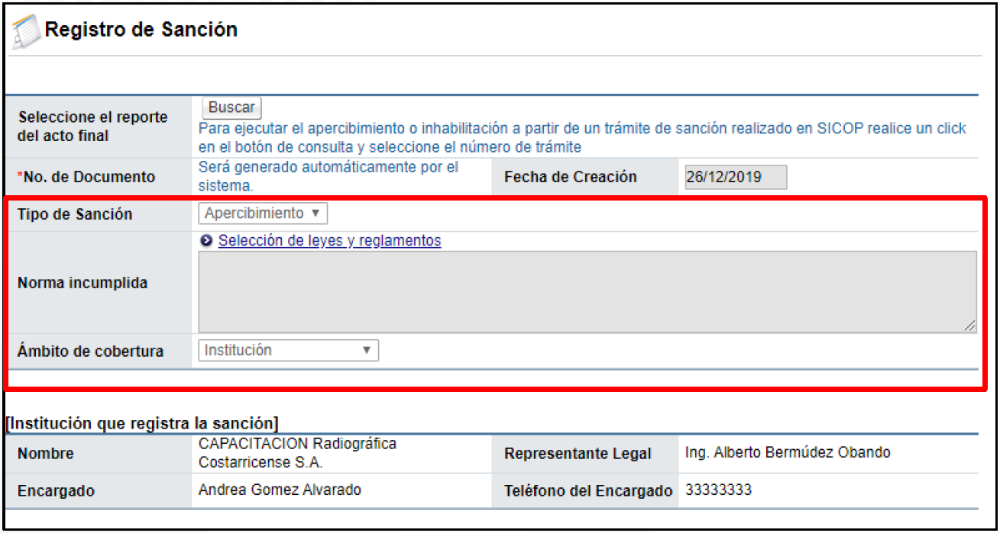 Registro de Sanción
Seleccione el reporte
del acto final
Buscar
Para ejecutar el apercibimiento o inhabilitación a partir de un trámite de sanción realizado en SICOP realice un click
en el botón de consulta y seleccione el número de trámite
*No. de Documento
Será generado automáticamente por el
sistema.
Fecha de Creación
26/12/2019
Tipo de Sanción
Apercibimiento
Norma incumplida
Selección de leyes y reglamentos
Ámbito de cobertura
Institución
[Institución que registra la sanción]
Nombre
CAPACITACION Radiográfica
Costarricense S.A.
Representante Legal
Ing. Alberto Bermúdez Obando
Encargado
Andrea Gomez Alvarado
Teléfono del Encargado
33333333